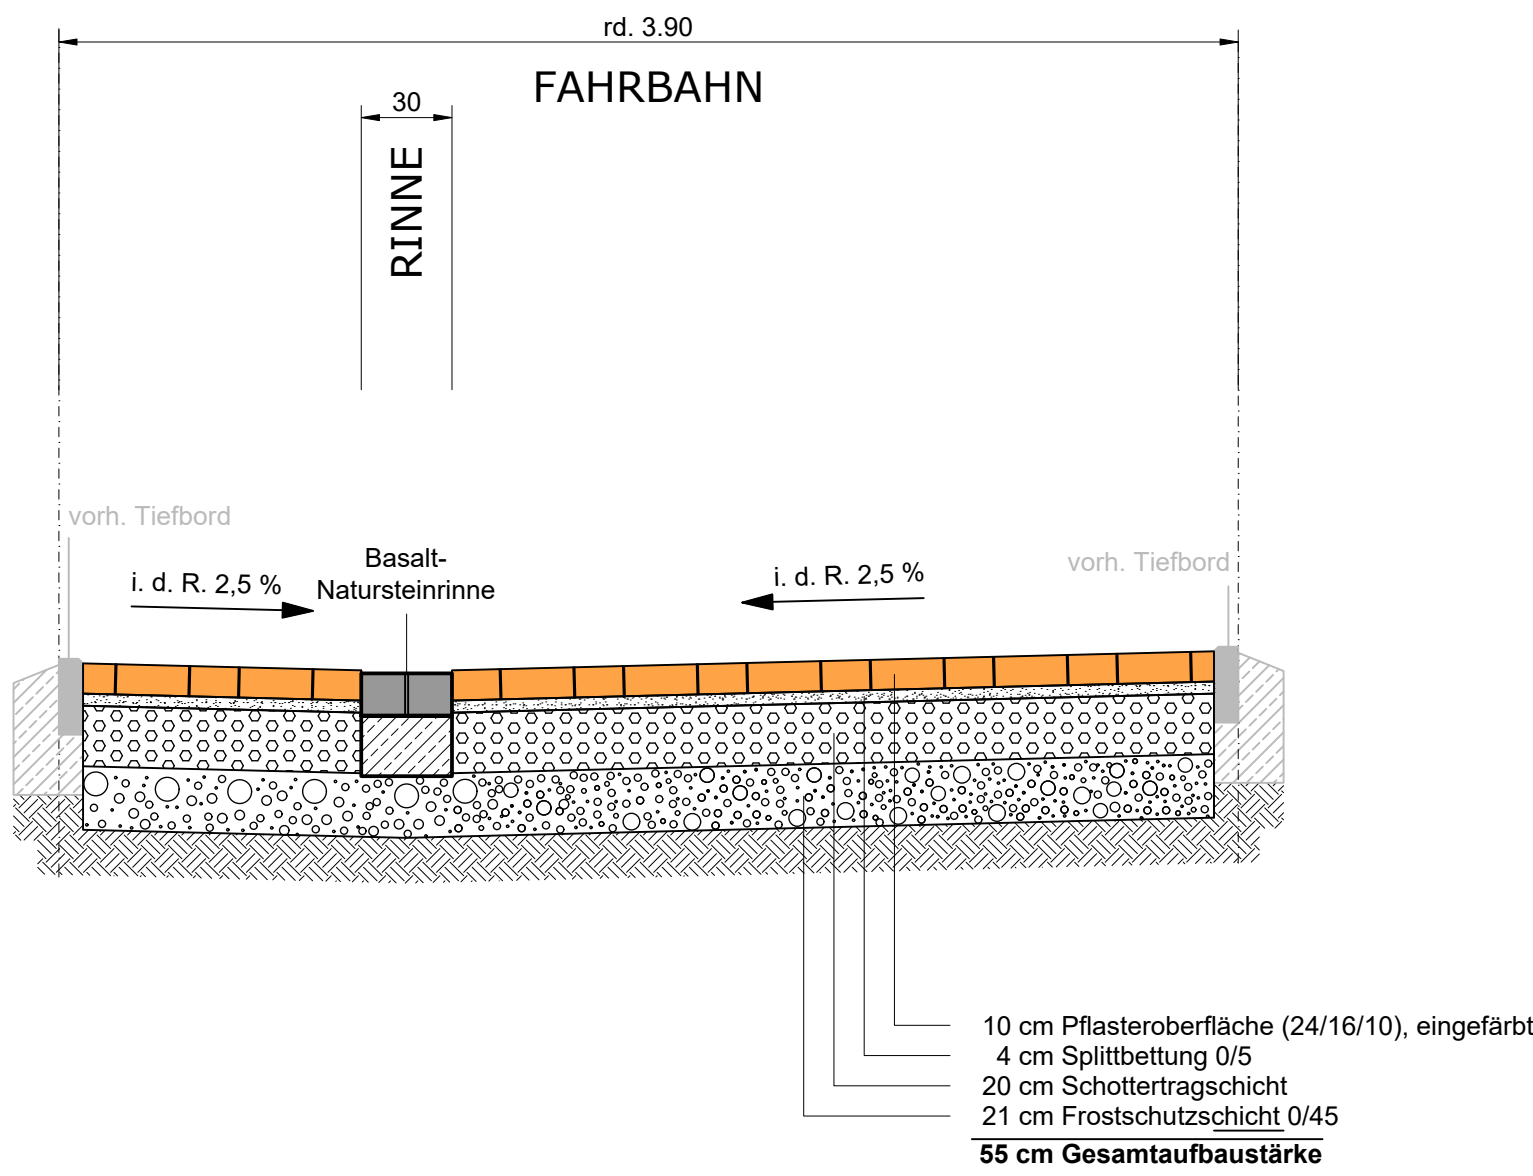 rd. 3.90
FAHRBAHN
30
RINNE
vorh. Tiefbord
i. d. R. 2,5 %
Basalt-
Natursteinrinne
i. d. R. 2,5 %
vorh. Tiefbord
10 cm Pflasteroberfläche (24/16/10), eingefärbt
4 cm Splittbettung 0/5
20 cm Schottertragschicht
21 cm Frostschutzschicht 0/45
55 cm Gesamtaufbaustärke